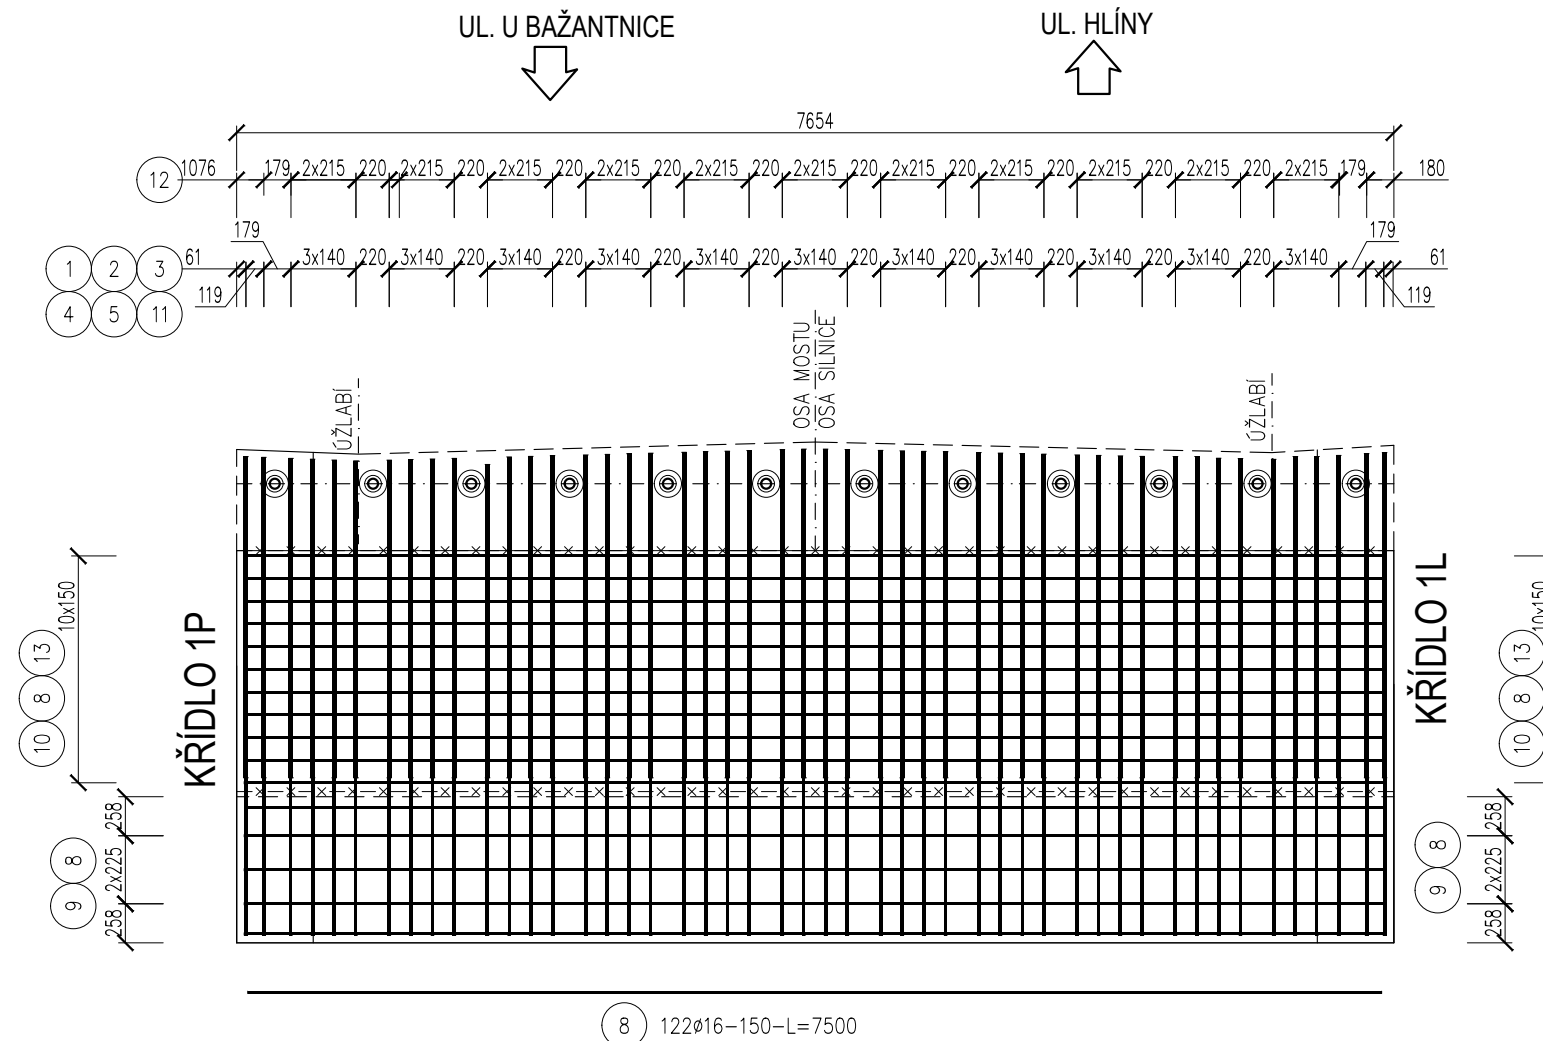 UL. U BAŽANTNICE
UL. HLÍNY
7654
12 1076 179 2x215 220 2x215 220 2x215 220 2x215 220 2x215 220 2x215 220 2x215 220 2x215 220 2x215 220 2x215 220 2x215 179 180
179
179
1 2 3 61 3x140 220 3x140 220 3x140 220 3x140 220 3x140 220 3x140 220 3x140 220 3x140 220 3x140 220 3x140 220 3x140 61
4 5 11 119
119
ÚŽLABÍ
OSA MOSTU
OSA SILNICE
ÚŽLABÍ
10x150
10 8 13
KŘÍDLO 1P
KŘÍDLO 1L
10x150
10 8 13
258
2x225
258
9 8
258
2x225
258
9 8
8 122ø16-150-L=7500